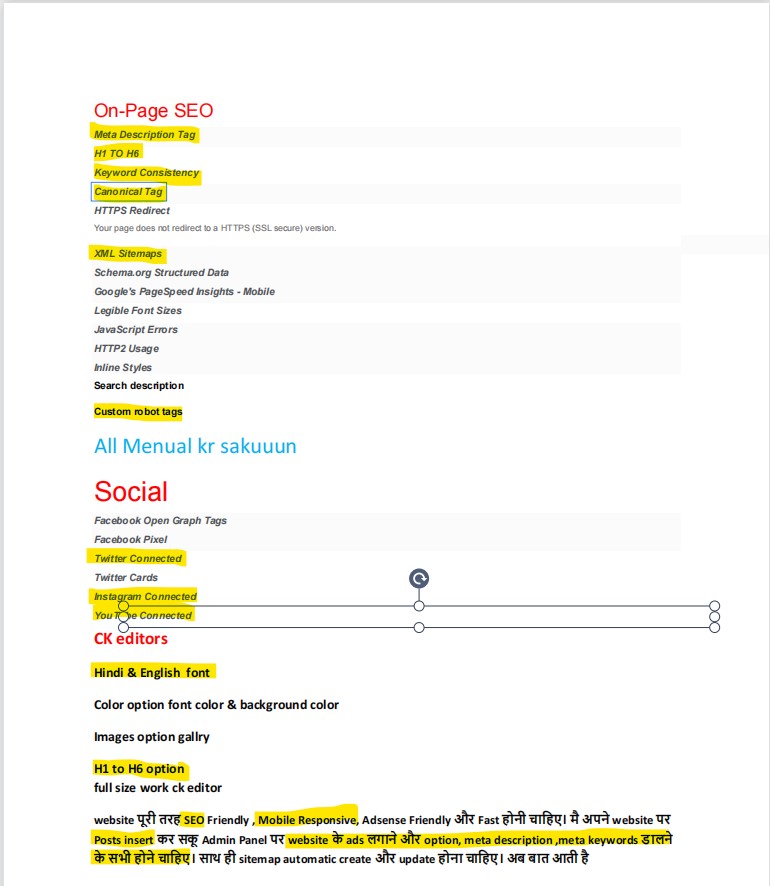 On-Page SEO
Meta Description Tag
H1 TO H6
Keyword Consistency
Canonical Tag
HTTPS Redirect
Your page does not redirect to a HTTPS (SSL secure) version.
XML Sitemaps
Schema.org Structured Data
Google's PageSpeed Insights - Mobile
Legible Font Sizes
JavaScript Errors
HTTP2 Usage
Inline Styles
Search description
Custom robot tags
All Menual kr sakuuun
Social
Facebook Open Graph Tags
Facebook Pixel
Twitter Connected
Twitter Cards
Instagram Connected
YouTube Connected
CK editors
Hindi & English font
Color option font color & background color
Images option gallry
H1 to H6 option
full size work ck editor
website पूरी तरह SEO Friendly , Mobile Responsive, Adsense Friendly और Fast होनी चाहिए। मै अपने website पर
Posts insert कर सकू Admin Panel पर website के ads लगाने और option, meta description ,meta keywords डालने
के सभी होने चाहिए। साथ ही sitemap automatic create और update होना चाहिए। अब बात आती है